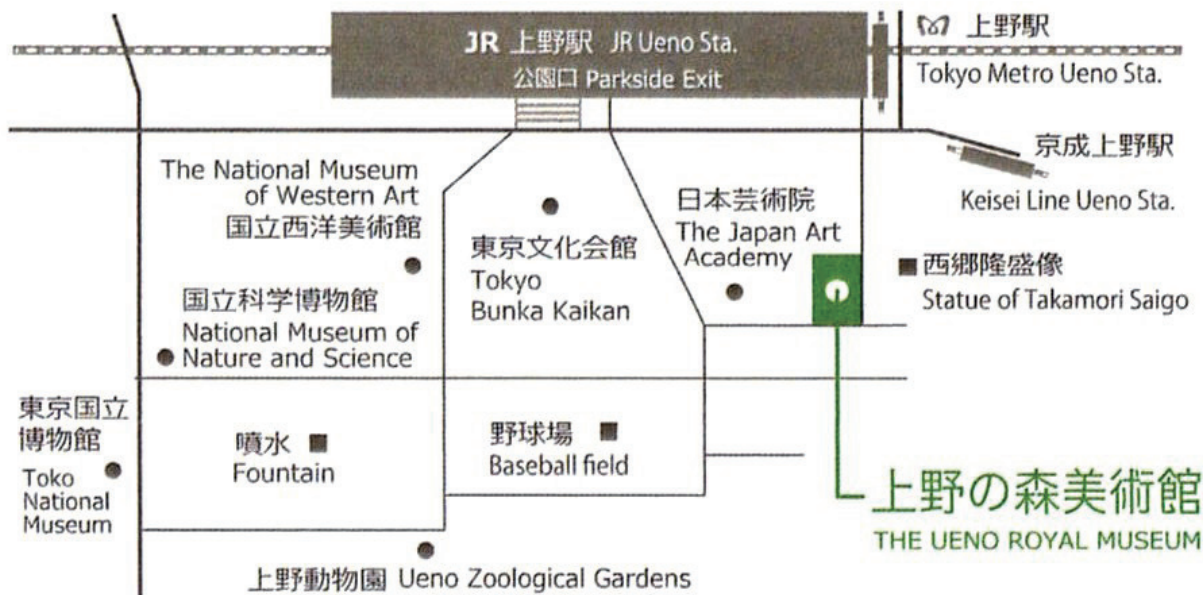 JR 上野駅 JR Ueno Sta.
公園口 Parkside Exit
上野駅
Tokyo Metro Ueno Sta.
京成上野駅
Keisei Line Ueno Sta.
The National Museum
of Western Art
国立西洋美術館
東京文化会館
Tokyo
Bunka Kaikan
日本芸術院
The Japan Art
Academy
西郷隆盛像
Statue of Takamori Saigo
国立科学博物館
National Museum of
Nature and Science
東京国立
博物館
Toko
National
Museum
噴水
Fountain
野球場
Baseball field
上野の森美術館
THE UENO ROYAL MUSEUM
上野動物園 Ueno Zoological Gardens